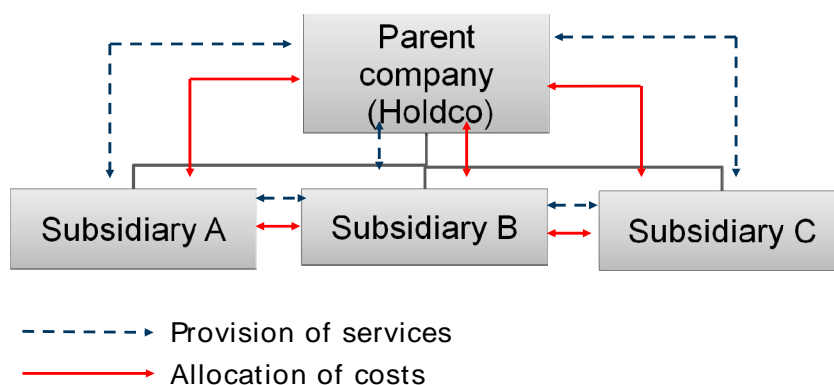 Parent
company
(Holdco)
Subsidiary A
Subsidiary B
Subsidiary C
Provision of services
Allocation of costs